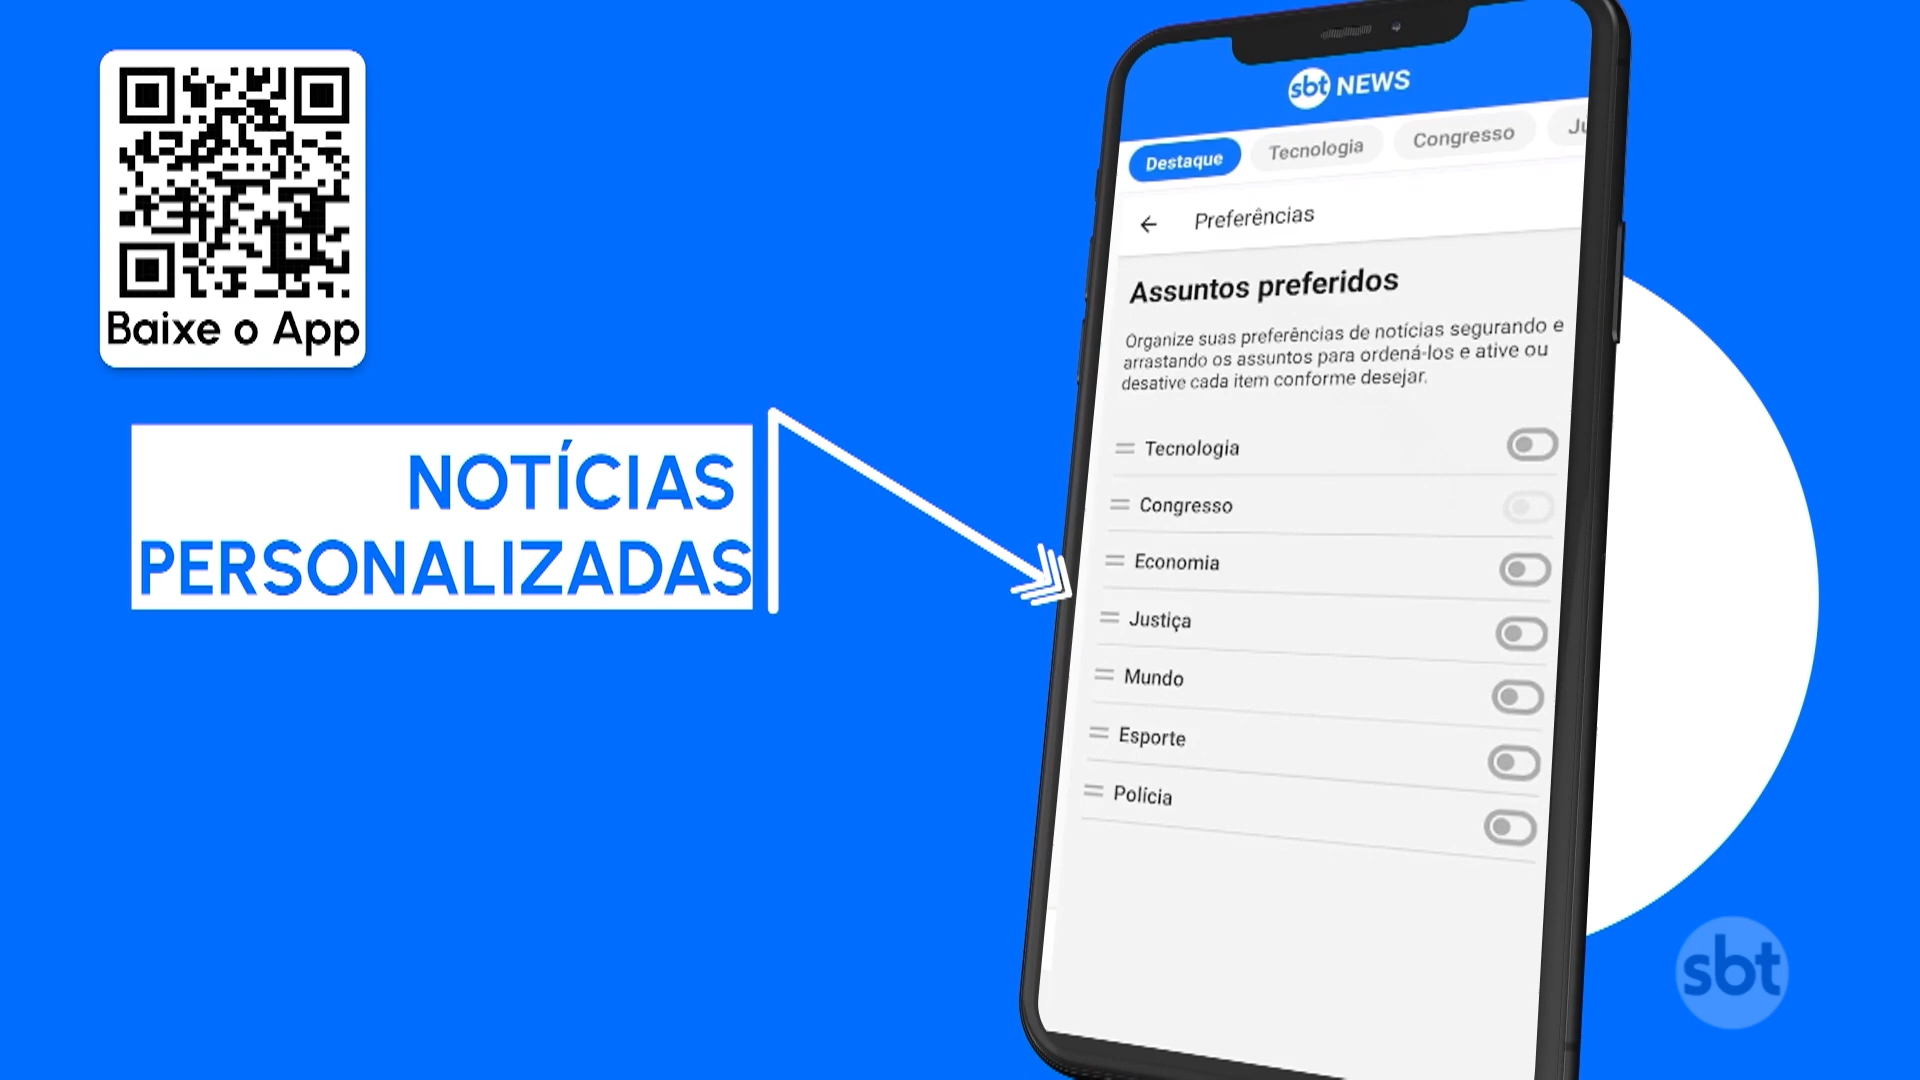 Baixe o App
NOTÍCIAS
PERSONALIZADAS
sbt NEWS
Destaque
Tecnologia
Congresso
Ju
Preferências
Assuntos preferidos
Organize suas preferências de notícias segurando e
arrastando os assuntos para ordená-los e ative ou
desative cada item conforme desejar.
Tecnologia
Congresso
Economia
Justiça
Mundo
Esporte
Polícia
sbt